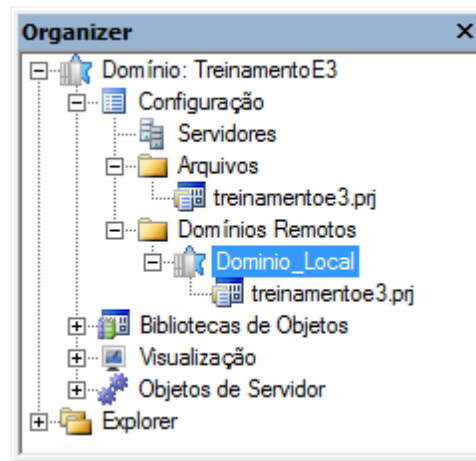 Organizer
Domínio: TreinamentoE3
Configuração
Servidores
Arquivos
treinamentoe3.prj
Domínios Remotos
Dominio_Local
treinamentoe3.prj
Bibliotecas de Objetos
Visualização
Objetos de Servidor
Explorer